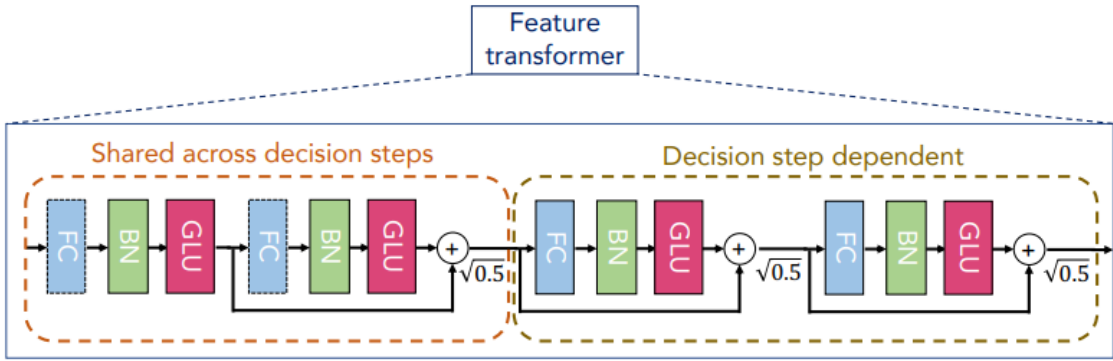 Feature
transformer
Shared across decision steps
Decision step dependent
FC
BN
GLU
FC
BN
GLU
+
√0.5
FC
BN
GLU
+
√0.5
FC
BN
GLU
+
√0.5